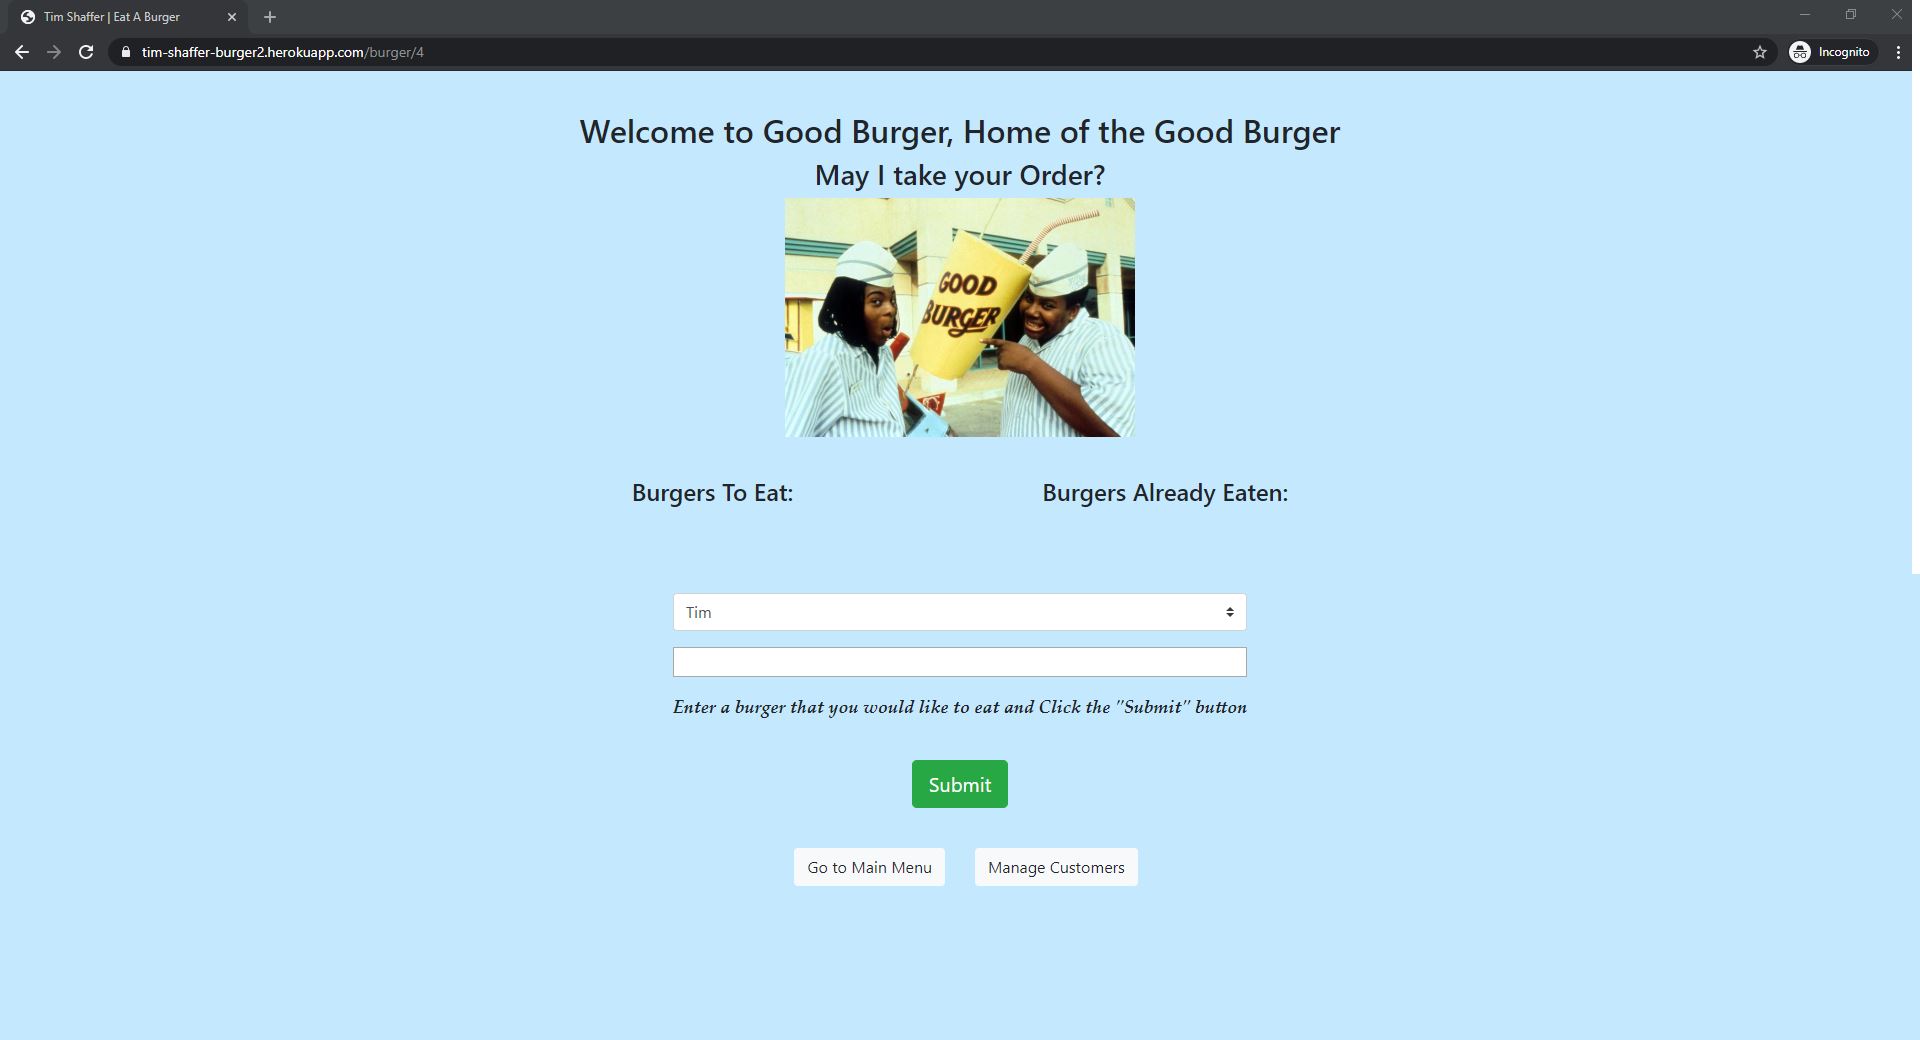 Tim Shaffer | Eat A Burger
tim-shaffer-burger2.herokuapp.com/burger/4
Incognito
Welcome to Good Burger, Home of the Good Burger
May I take your Order?
GOOD
BURGER
Burgers To Eat:
Burgers Already Eaten:
Tim
Enter a burger that you would like to eat and Click the "Submit" button
Submit
Go to Main Menu
Manage Customers